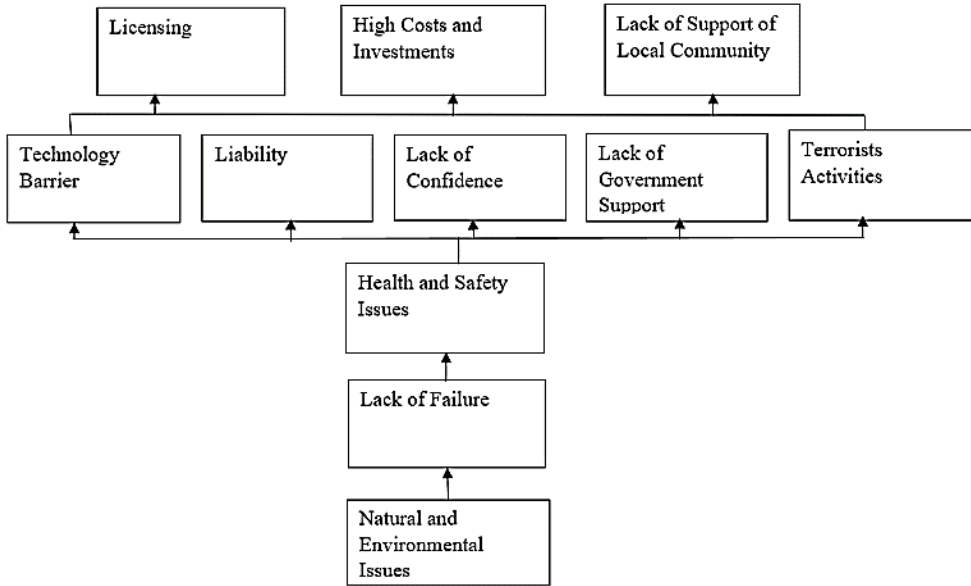 Licensing
High Costs and
Investments
Lack of Support of
Local Community
Technology
Barrier
Liability
Lack of
Confidence
Lack of
Government
Support
Terrorists
Activities
Health and Safety
Issues
Lack of Failure
Natural and
Environmental
Issues